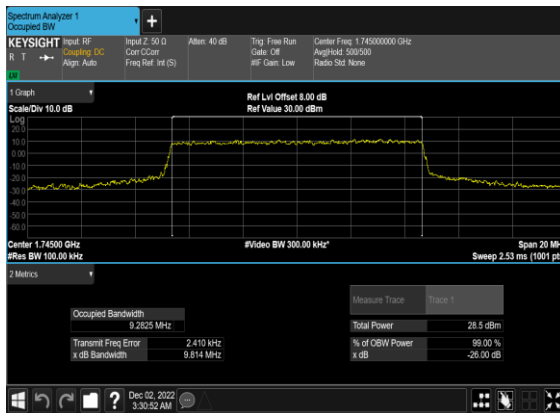 Spectrum Analyzer 1
Occupied BW
KEYSIGHT
R T
Input: RF
Coupling: DC
Align: Auto
Input Z: 50 Ω
Corr CCorr
Freq Ref: Int (S)
Atten: 40 dB
Trig: Free Run
Gate: Off
#IF Gain: Low
Center Freq: 1.745000000 GHz
Avg|Hold: 500/500
Radio Std: None
1 Graph
Scale/Div 10.0 dB
Ref Lvl Offset 8.00 dB
Ref Value 30.00 dBm
Log
20.0
10.0
0.00
-10.0
-20.0
-30.0
-40.0
-50.0
-60.0
Center 1.74500 GHz
#Video BW 300.00 kHz*
Span 20 MH
#Res BW 100.00 kHz
Sweep 2.53 ms (1001 pt
2 Metrics
Measure Trace
Trace 1
Occupied Bandwidth
9.2825 MHz
Total Power
28.5 dBm
Transmit Freq Error
2.410 kHz
% of OBW Power
99.00 %
x dB Bandwidth
9.814 MHz
x dB
-26.00 dB
Dec 02, 2022
3:30:52 AM